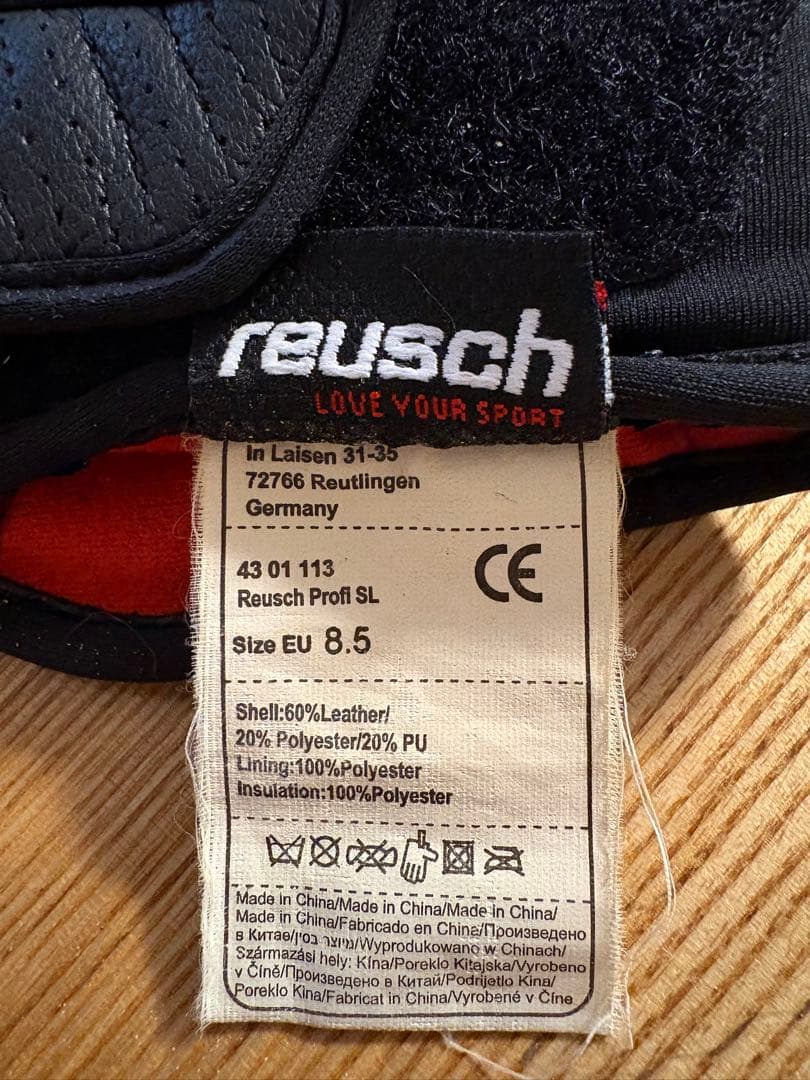 reusch
LOVE YOUR SPORT
In Laisen 31-35
72766 Reutlingen
Germany
43 01 113
CE
Reusch Profi SL
Size EU 8.5
Shell:60%Leather/
20% Polyester/20% PU
Lining:100%Polyester
Insulation:100%Polyester
Made in China/Made in China/Made in China/
Made in China/Fabricado en China/Произведено
в Китае/מיוצר בסין/Wyprodukowano w Chinach/
Származási hely: Kína/Poreklo Kitajska/Vyrobeno
v Číně/Произведено в Китай/Podrijetlo Kina/
Poreklo Kina/Fabricat in China/Vyrobené v Číne